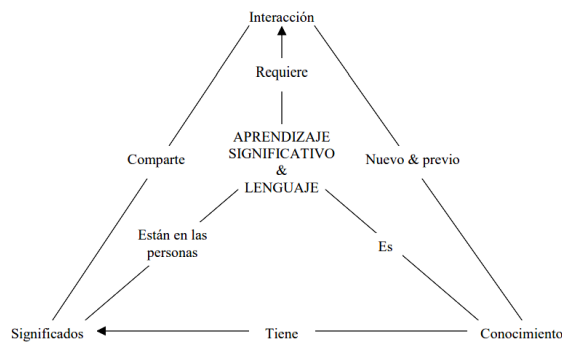 Interacción
Requiere
APRENDIZAJE
SIGNIFICATIVO
&
LENGUAJE
Comparte
Nuevo & previo
Están en las
personas
Es
Significados
Tiene
Conocimiento